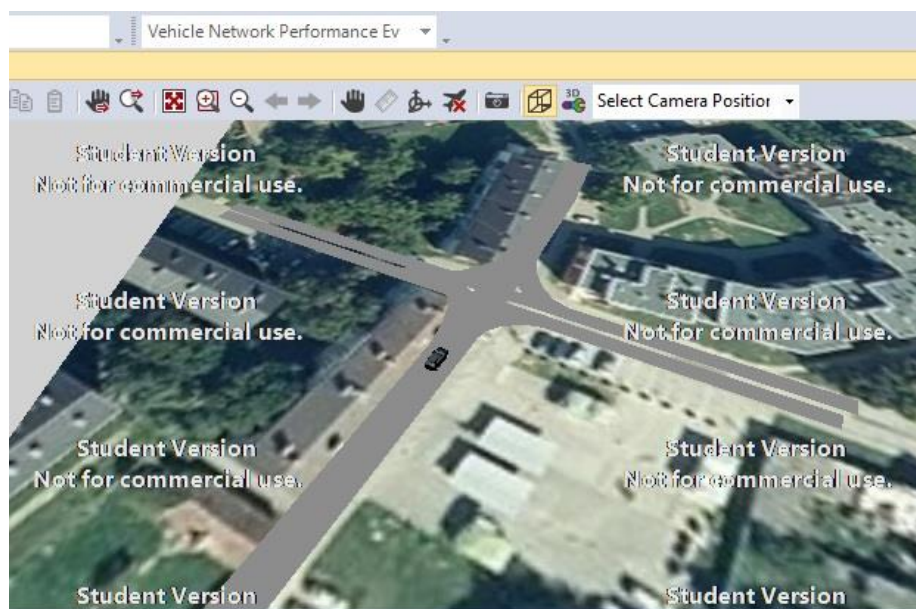 Vehicle Network Performance Ev
3D
Select Camera Position
Student Version
Not for commercial use.
Student Version
Not for commercial use.
Student Version
Not for commercial use.
Student Version
Not for commercial use.
Student Version
Not for commercial use.
Student Version
Not for commercial use.
Student Version
Student Version